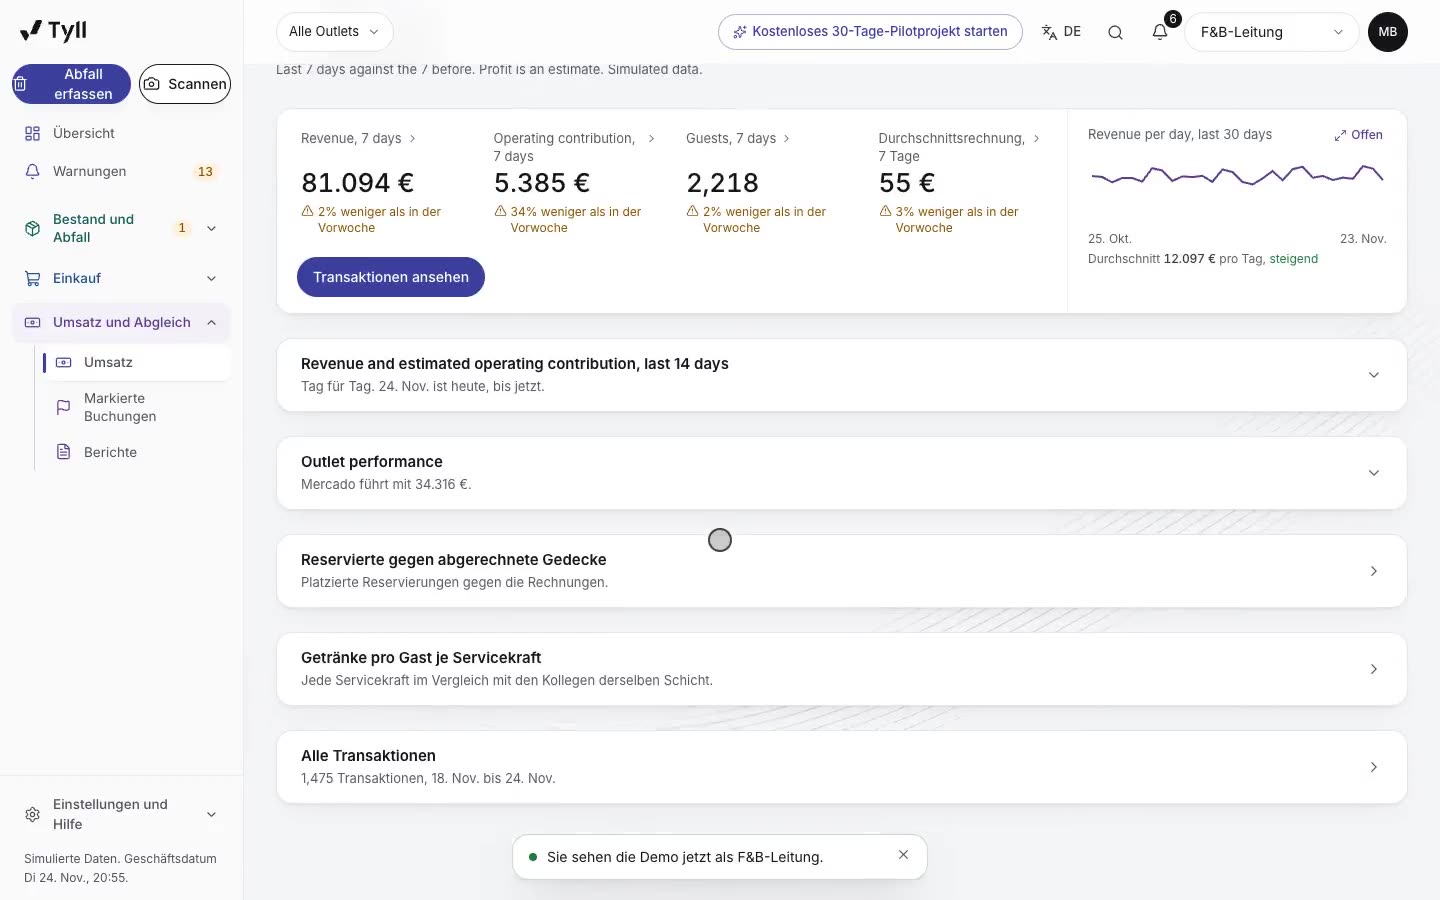 Tyll
Alle Outlets
Kostenloses 30-Tage-Pilotprojekt starten
DE
6
F&B-Leitung
MB
Abfall
erfassen
Scannen
Übersicht
Warnungen
13
Bestand und
Abfall
1
Einkauf
Umsatz und Abgleich
Umsatz
Markierte
Buchungen
Berichte
Einstellungen und
Hilfe
Simulierte Daten. Geschäftsdatum
Di 24. Nov., 20:55.
Last 7 days against the 7 before. Profit is an estimate. Simulated data.
Revenue, 7 days
81.094 €
2% weniger als in der
Vorwoche
Operating contribution,
7 days
5.385 €
34% weniger als in der
Vorwoche
Guests, 7 days
2,218
2% weniger als in der
Vorwoche
Durchschnittsrechnung,
7 Tage
55 €
3% weniger als in der
Vorwoche
Transaktionen ansehen
Revenue per day, last 30 days
Offen
25. Okt.
23. Nov.
Durchschnitt 12.097 € pro Tag, steigend
Revenue and estimated operating contribution, last 14 days
Tag für Tag. 24. Nov. ist heute, bis jetzt.
Outlet performance
Mercado führt mit 34.316 €.
Reservierte gegen abgerechnete Gedecke
Platzierte Reservierungen gegen die Rechnungen.
Getränke pro Gast je Servicekraft
Jede Servicekraft im Vergleich mit den Kollegen derselben Schicht.
Alle Transaktionen
1,475 Transaktionen, 18. Nov. bis 24. Nov.
Sie sehen die Demo jetzt als F&B-Leitung.